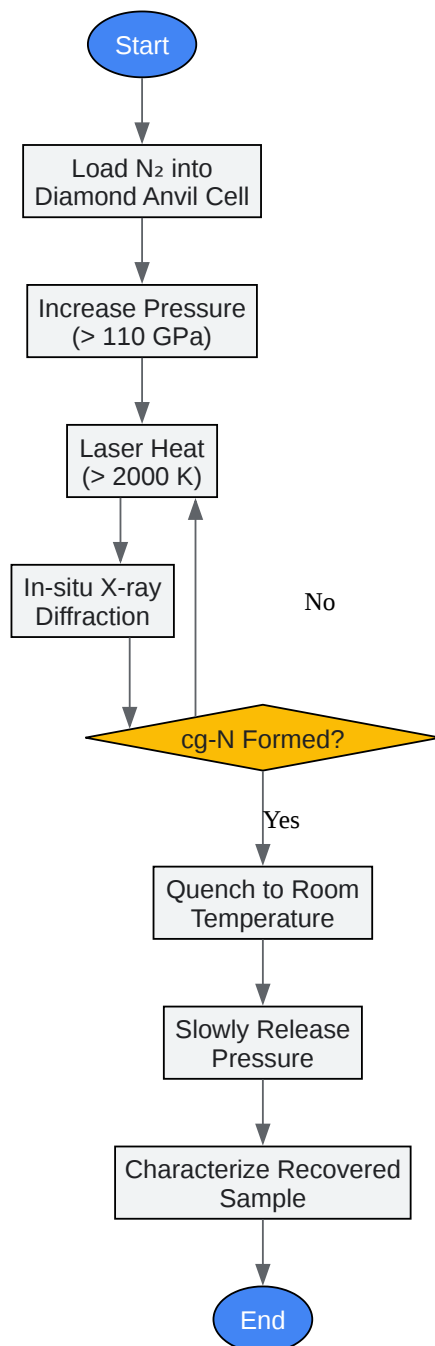 Start
Load N₂ into
Diamond Anvil Cell
Increase Pressure
(> 110 GPa)
Laser Heat
(> 2000 K)
In-situ X-ray
Diffraction
No
cg-N Formed?
Yes
Quench to Room
Temperature
Slowly Release
Pressure
Characterize Recovered
Sample
End